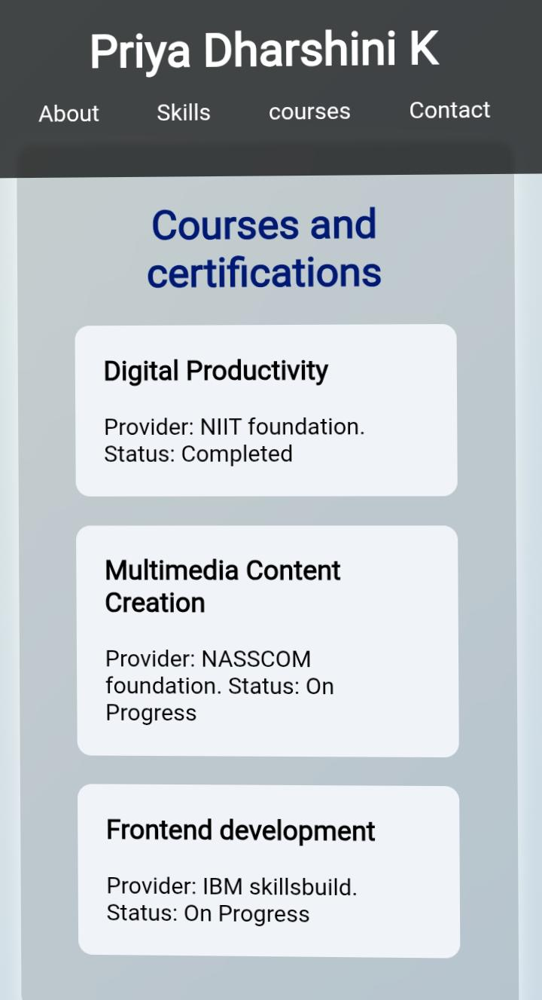 Priya Dharshini K
About Skills courses Contact
Courses and
certifications
Digital Productivity
Provider: NIIT foundation.
Status: Completed
Multimedia Content
Creation
Provider: NASSCOM
foundation. Status: On
Progress
Frontend development
Provider: IBM skillsbuild.
Status: On Progress